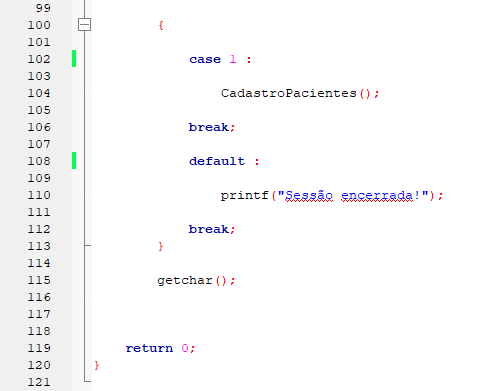 99
100 {
101
102 case 1 :
103
104 CadastroPacientes();
105
106 break;
107
108 default :
109
110 printf("Sessão encerrada!");
111
112 break;
113 }
114
115 getchar();
116
117
118
119 return 0;
120 }
121